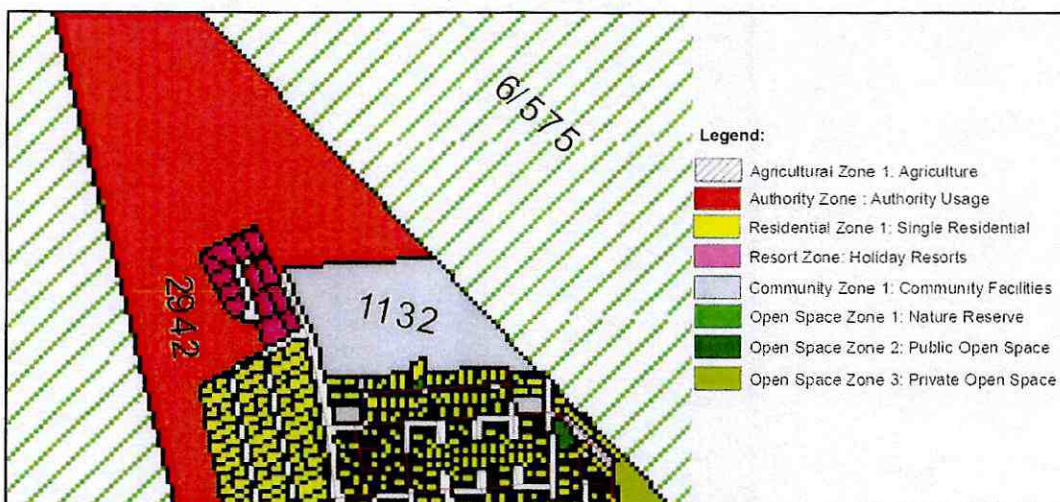 6/575
2942
1132
Legend:
Agricultural Zone 1. Agriculture
Authority Zone : Authority Usage
Residential Zone 1: Single Residential
Resort Zone: Holiday Resorts
Community Zone 1: Community Facilities
Open Space Zone 1: Nature Reserve
Open Space Zone 2: Public Open Space
Open Space Zone 3: Private Open Space